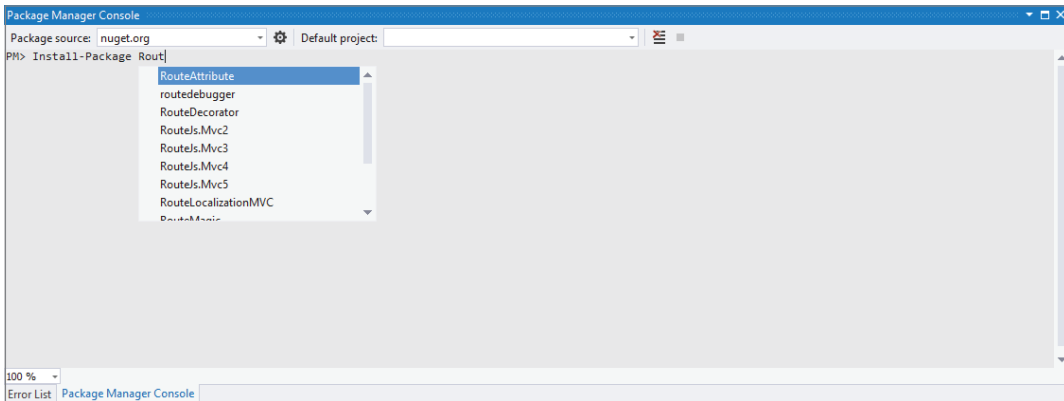 Package Manager Console
Package source: nuget.org Default project:
PM> Install-Package Rout
RouteAttribute
routedebugger
RouteDecorator
RouteJs.Mvc2
RouteJs.Mvc3
RouteJs.Mvc4
RouteJs.Mvc5
RouteLocalizationMVC
RouteMagic
100 %
Error List Package Manager Console